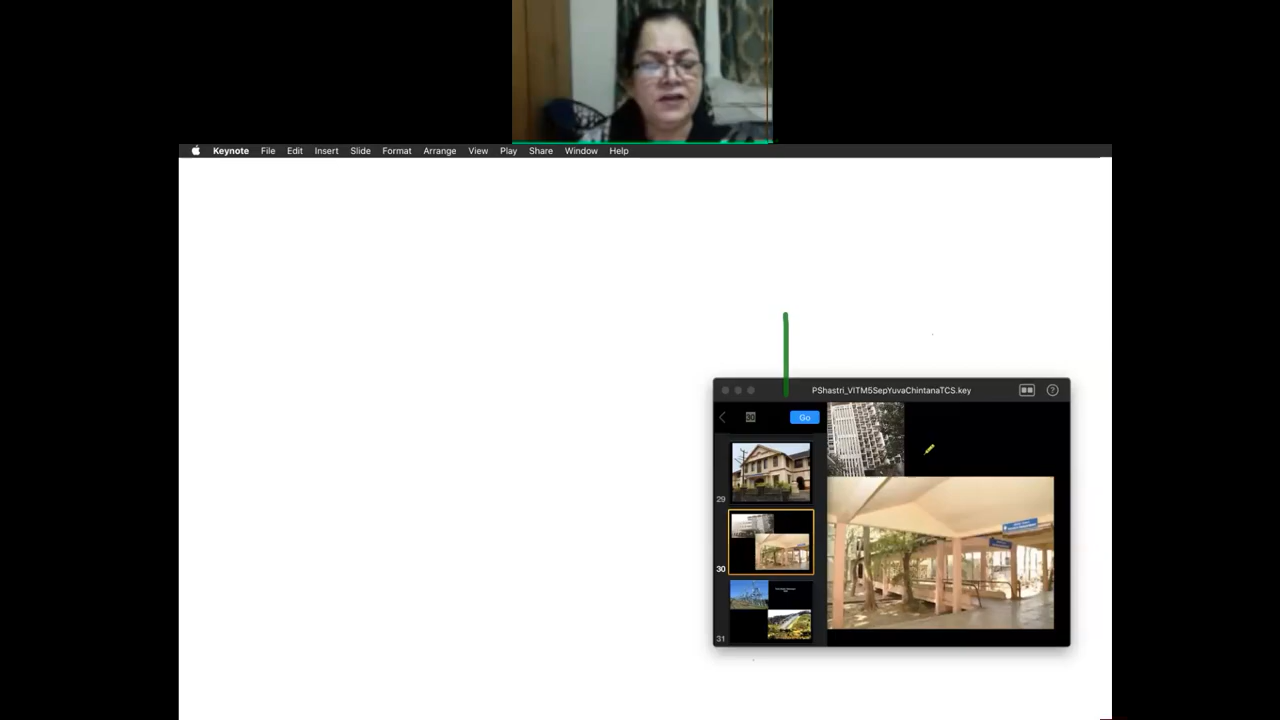 Keynote File Edit Insert Slide Format Arrange View Play Share Window Help
PShastri_VITM5SepYuvaChintanaTCS.key
30 Go
29
30
31